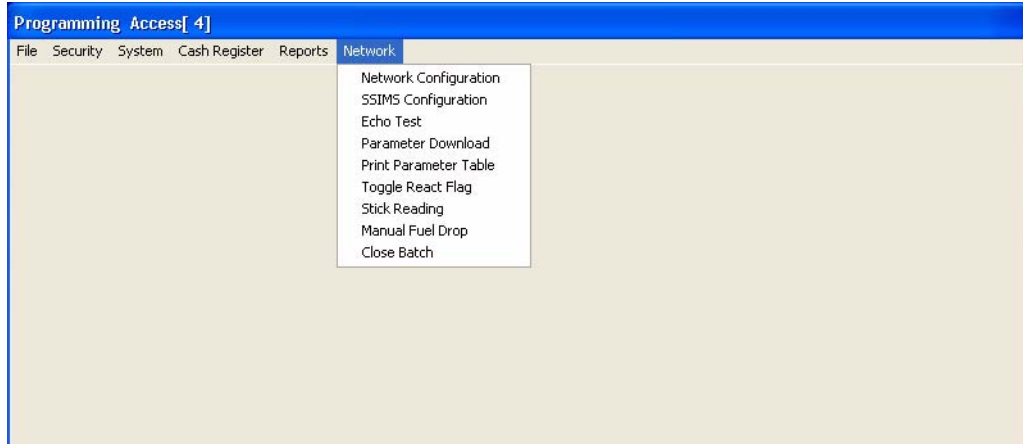 Programming Access[ 4]
File Security System Cash Register Reports Network
Network Configuration
SSIMS Configuration
Echo Test
Parameter Download
Print Parameter Table
Toggle React Flag
Stick Reading
Manual Fuel Drop
Close Batch